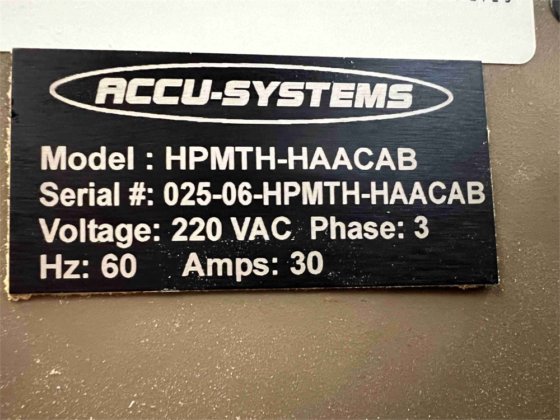 ACCU-SYSTEMS
Model : HPMTH-HAACAB
Serial #: 025-06-HPMTH-HAACAB
Voltage: 220 VAC Phase: 3
Hz: 60 Amps: 30